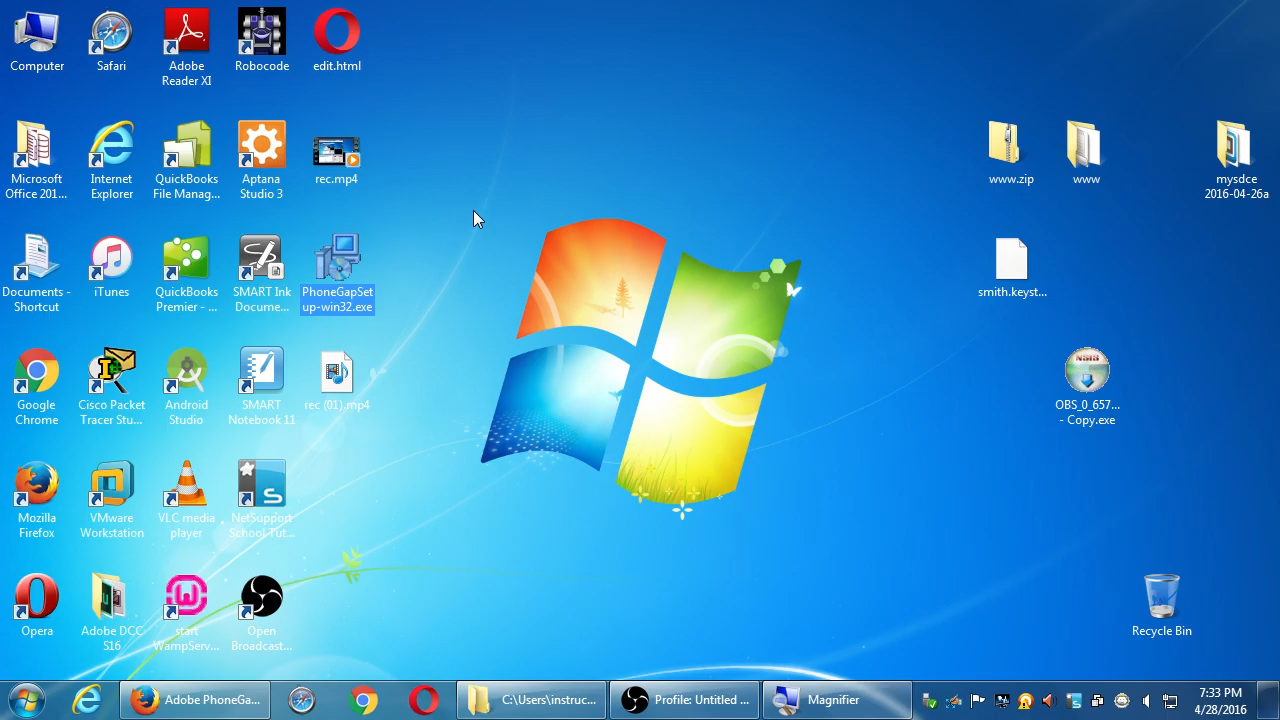 Computer
Safari
Adobe
Reader XI
Robocode
edit.html
Microsoft
Office 201...
Internet
Explorer
QuickBooks
File Manag...
Aptana
Studio 3
rec.mp4
www.zip
www
mysdce
2016-04-26a
Documents -
Shortcut
iTunes
QuickBooks
Premier - ...
SMART Ink
Docume...
PhoneGapSet
up-win32.exe
smith.keyst...
Google
Chrome
Cisco Packet
Tracer Stu...
Android
Studio
SMART
Notebook 11
rec (01).mp4
OBS_0_657...
- Copy.exe
Mozilla
Firefox
VMware
Workstation
VLC media
player
NetSupport
School Tut...
Opera
Adobe DCC
S16
start
WampServ...
Open
Broadcast...
Recycle Bin
Adobe PhoneGa...
C:\Users\instruc...
Profile: Untitled ...
Magnifier
7:33 PM
4/28/2016